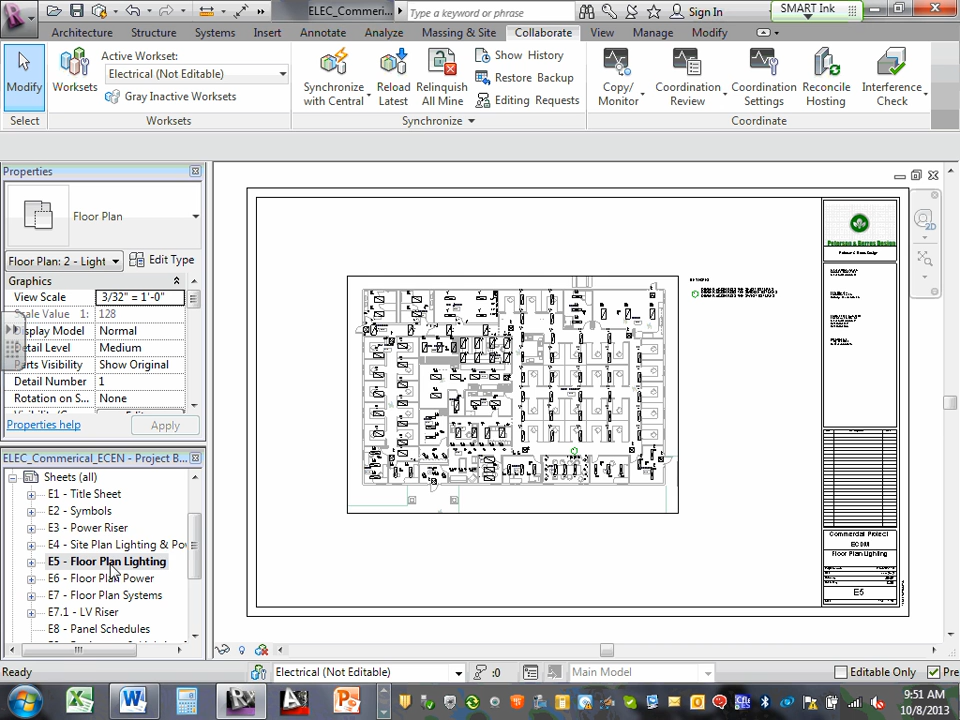 ELEC_Commeri...
Type a keyword or phrase
Sign In
SMART Ink
Architecture Structure Systems Insert Annotate Analyze Massing & Site Collaborate View Manage Modify
Modify
Select
Worksets
Active Workset:
Electrical (Not Editable)
Gray Inactive Worksets
Worksets
Synchronize with Central
Reload Latest
Relinquish All Mine
Show History
Restore Backup
Editing Requests
Synchronize
Copy/ Monitor
Coordination Review
Coordination Settings
Reconcile Hosting
Interference Check
Coordinate
Properties
Floor Plan
Floor Plan: 2 - Light
Edit Type
Graphics
View Scale 3/32" = 1'-0"
Scale Value 1: 128
Display Model Normal
Detail Level Medium
Parts Visibility Show Original
Detail Number 1
Rotation on S... None
Properties help
Apply
ELEC_Commerical_ECEN - Project B...
Sheets (all)
E1 - Title Sheet
E2 - Symbols
E3 - Power Riser
E4 - Site Plan Lighting & Po
E5 - Floor Plan Lighting
E6 - Floor Plan Power
E7 - Floor Plan Systems
E7.1 - LV Riser
E8 - Panel Schedules
2D
Commercial Project
Floor Plan Lighting
E5
Ready
Electrical (Not Editable)
:0
Main Model
Editable Only
Pre
9:51 AM
10/8/2013